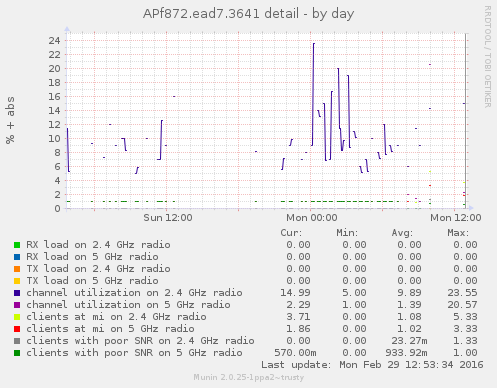 APf872.ead7.3641 detail - by day
RRDTOOL / TOBI OETIKER
% + abs
24
22
20
18
16
14
12
10
8
6
4
2
0
Sun 12:00 Mon 00:00 Mon 12:00
Cur: Min: Avg: Max:
RX load on 2.4 GHz radio 0.00 0.00 0.00 0.00
RX load on 5 GHz radio 0.00 0.00 0.00 0.00
TX load on 2.4 GHz radio 0.00 0.00 0.00 0.00
TX load on 5 GHz radio 0.00 0.00 0.00 0.00
channel utilization on 2.4 GHz radio 14.99 5.00 9.89 23.55
channel utilization on 5 GHz radio 2.29 1.00 1.39 20.57
clients at mi on 2.4 GHz radio 3.71 0.00 1.08 5.33
clients at mi on 5 GHz radio 1.86 0.00 1.02 3.33
clients with poor SNR on 2.4 GHz radio 0.00 0.00 23.27m 1.33
clients with poor SNR on 5 GHz radio 570.00m 0.00 933.92m 1.00
Last update: Mon Feb 29 12:53:34 2016
Munin 2.0.25-1ppa2~trusty